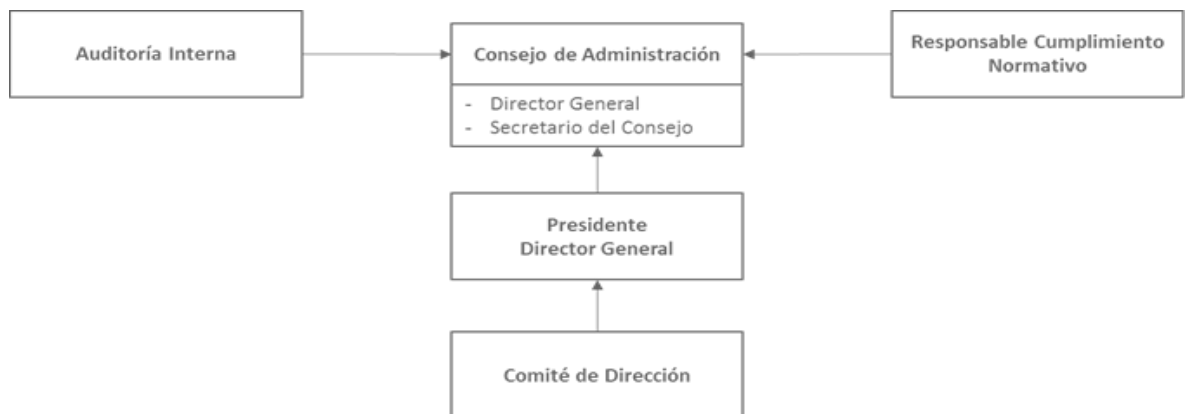 Auditoría Interna
Consejo de Administración
- Director General
- Secretario del Consejo
Responsable Cumplimiento
Normativo
Presidente
Director General
Comité de Dirección